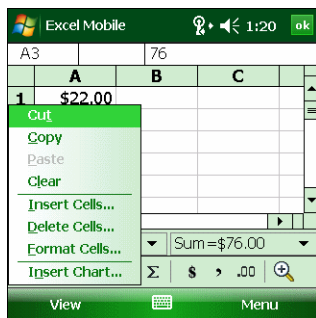 Excel Mobile 1:20 ok
A3 76
A B C
1 $22.00
Cut
Copy
Paste
Clear
Insert Cells...
Delete Cells...
Format Cells...
Insert Chart...
Sum=$76.00
Σ $ , .00
View Menu